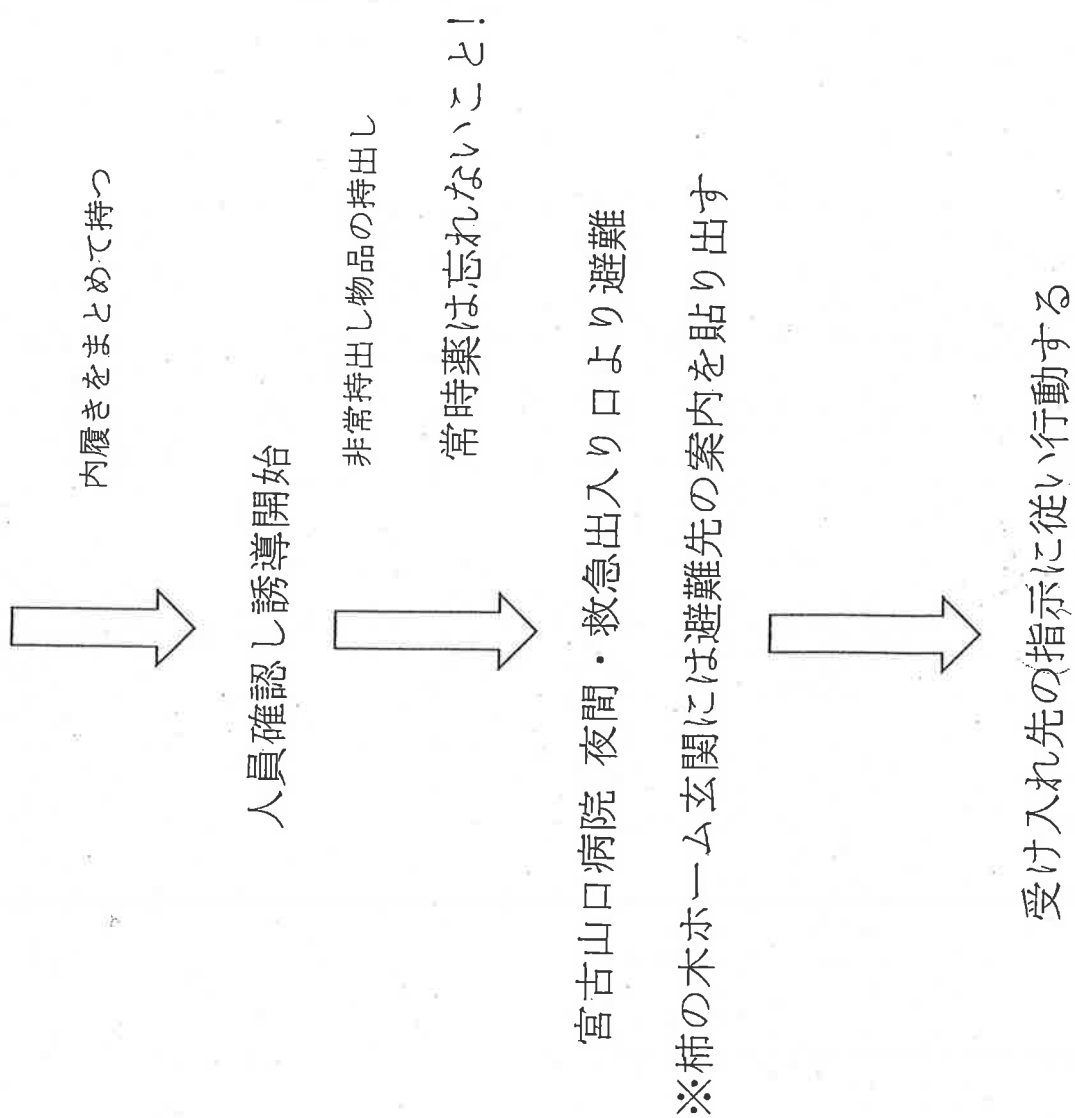 内履きをまとめて持つ
人員確認し誘導開始
非常持出し物品の持出し
常時薬は忘れないこと!
宮古山口病院 夜間・救急出入り口より避難
※柿の木ホーム玄関には避難先の案内を貼り出す
受け入れ先の指示に従い行動する